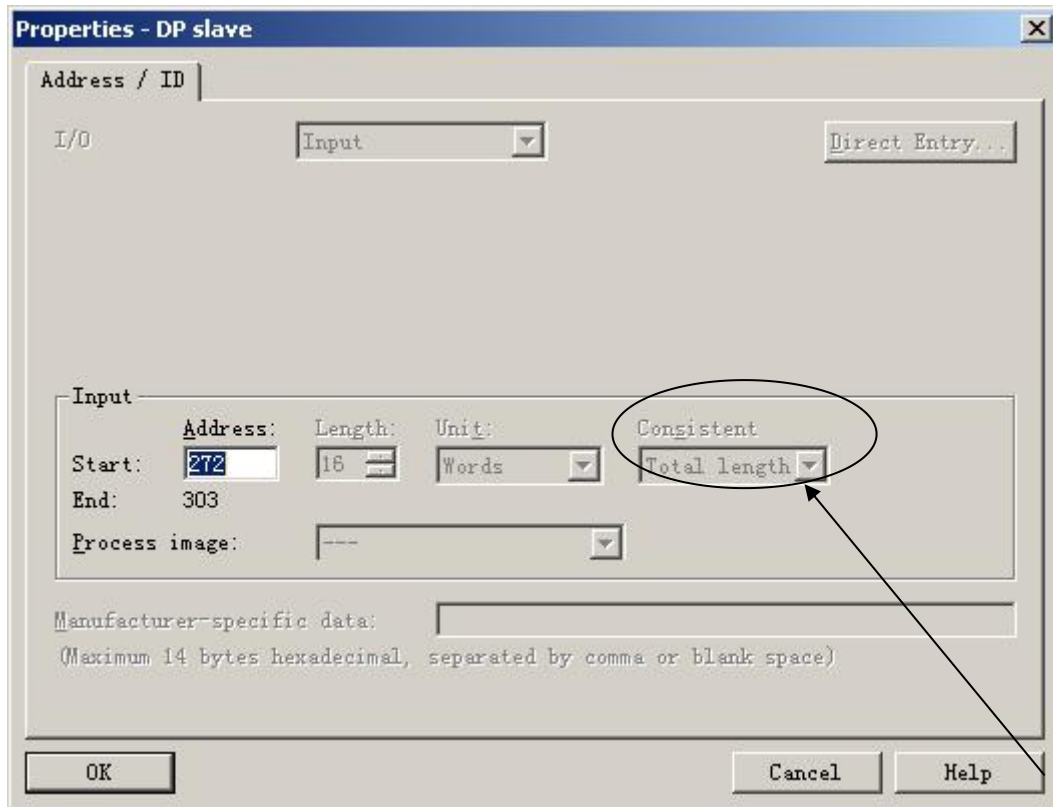 Properties - DP slave
Address / ID
I/O Input Direct Entry...
Input
Address: Length: Unit: Consistent
Start: 272 16 Words Total length
End: 303
Process image: ---
Manufacturer-specific data:
(Maximum 14 bytes hexadecimal, separated by comma or blank space)
OK Cancel Help